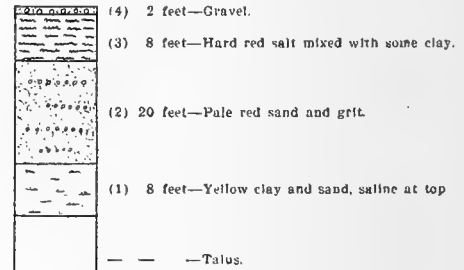 (4) 2 feet—Gravel.
(3) 8 feet—Hard red salt mixed with some clay.
(2) 20 feet—Pale red sand and grit.
(1) 8 feet—Yellow clay and sand, saline at top
— — —Talus.